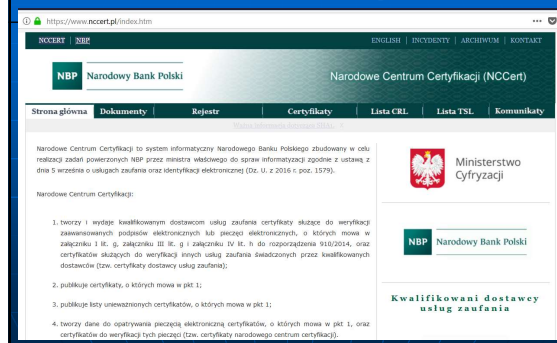 https://www.nccert.pl/index.htm
NCCERT | NBP
ENGLISH | INCYDENTY | ARCHIWUM | KONTAKT
NBP Narodowy Bank Polski
Narodowe Centrum Certyfikacji (NCCert)
Strona główna Dokumenty Rejestr Certyfikaty Lista CRL Lista TSL Komunikaty
Narodowe Centrum Certyfikacji to system informatyczny Narodowego Banku Polskiego zbudowany w celu
realizacji zadań powierzonych NBP przez ministra właściwego do spraw informatyzacji zgodnie z ustawą z
dnia 5 września o usługach zaufania oraz identyfikacji elektronicznej (Dz. U. z 2016 r. poz. 1579).
Narodowe Centrum Certyfikacji:
1. tworzy i wydaje kwalifikowanym dostawcom usług zaufania certyfikaty służące do weryfikacji
zaawansowanych podpisów elektronicznych lub pieczęci elektronicznych, o których mowa w
załączniku I lit. g, załączniku III lit. g i załączniku IV lit. h do rozporządzenia 910/2014, oraz
certyfikatów służących do weryfikacji innych usług zaufania świadczonych przez kwalifikowanych
dostawców (tzw. certyfikaty dostawcy usług zaufania);
2. publikuje certyfikaty, o których mowa w pkt 1;
3. publikuje listy unieważnionych certyfikatów, o których mowa w pkt 1;
4. tworzy dane do opatrywania pieczęcią elektroniczną certyfikatów, o których mowa w pkt 1, oraz
certyfikatów do weryfikacji tych pieczęci (tzw. certyfikaty narodowego centrum certyfikacji).
Ministerstwo
Cyfryzacji
NBP Narodowy Bank Polski
Kwalifikowani dostawcy
usług zaufania